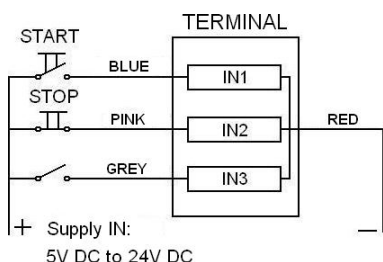 TERMINAL
START
BLUE
IN1
STOP
PINK
IN2
RED
GREY
IN3
+ Supply IN: —
5V DC to 24V DC